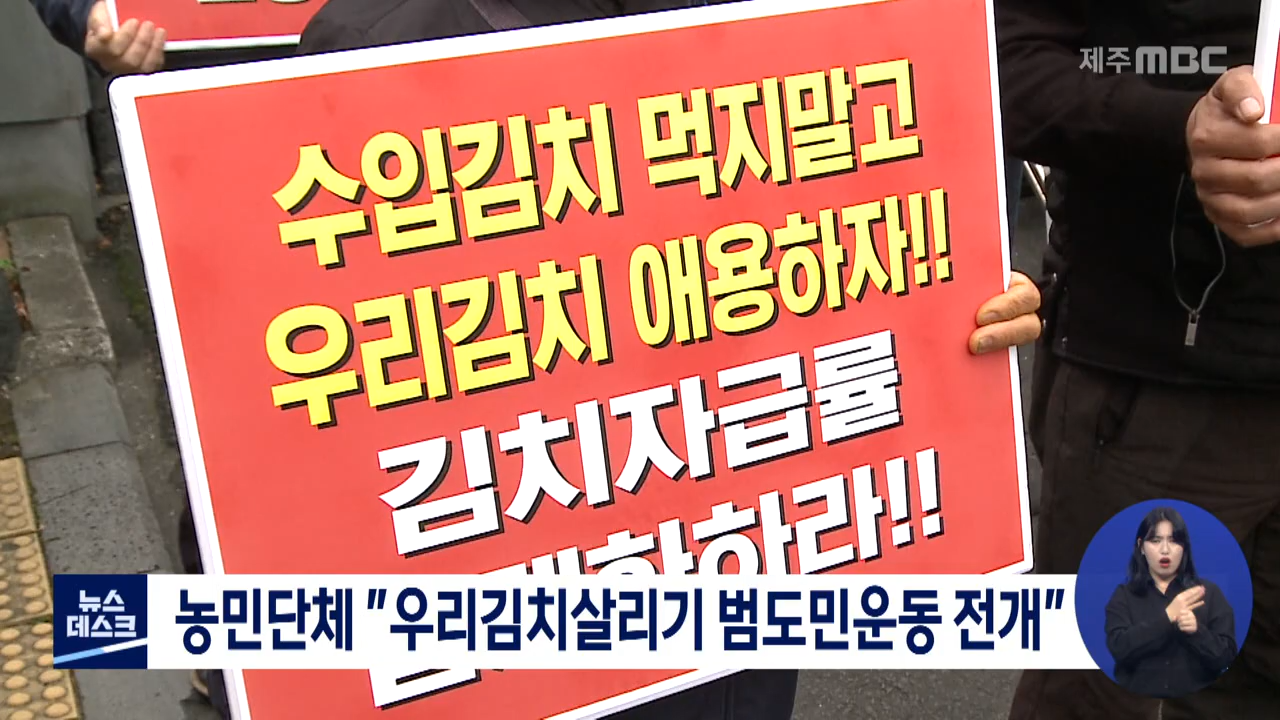 제주MBC
수입김치 먹지말고
우리김치 애용하자!!
김치자급률
하라!!
뉴스
데스크
농민단체 "우리김치살리기 범도민운동 전개"